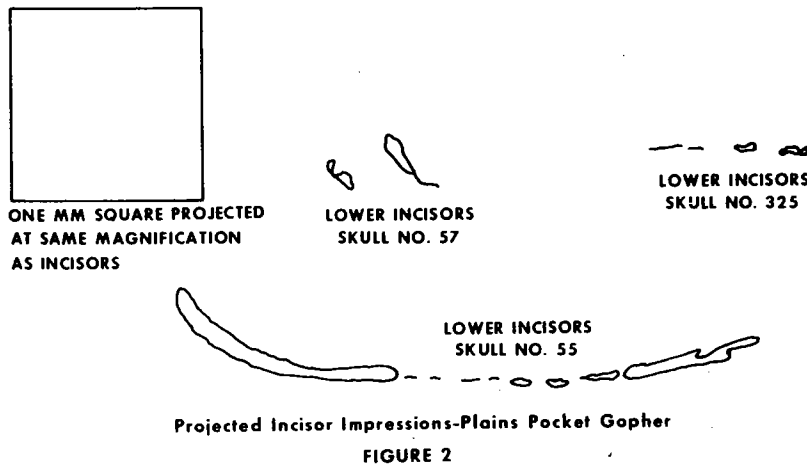 ONE MM SQUARE PROJECTED
AT SAME MAGNIFICATION
AS INCISORS
LOWER INCISORS
SKULL NO. 57
LOWER INCISORS
SKULL NO. 325
LOWER INCISORS
SKULL NO. 55
Projected Incisor Impressions-Plains Pocket Gopher
FIGURE 2